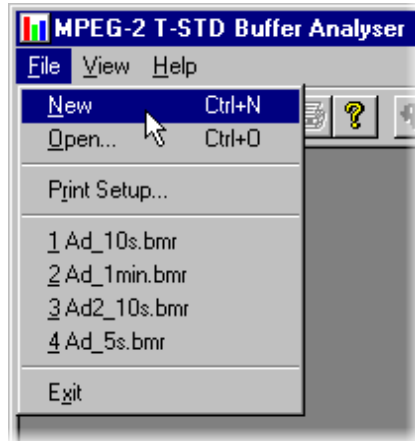 MPEG-2 T-STD Buffer Analyser
File View Help
New Ctrl+N
Open... Ctrl+O
Print Setup...
1 Ad_10s.bmr
2 Ad_1min.bmr
3 Ad2_10s.bmr
4 Ad_5s.bmr
Exit